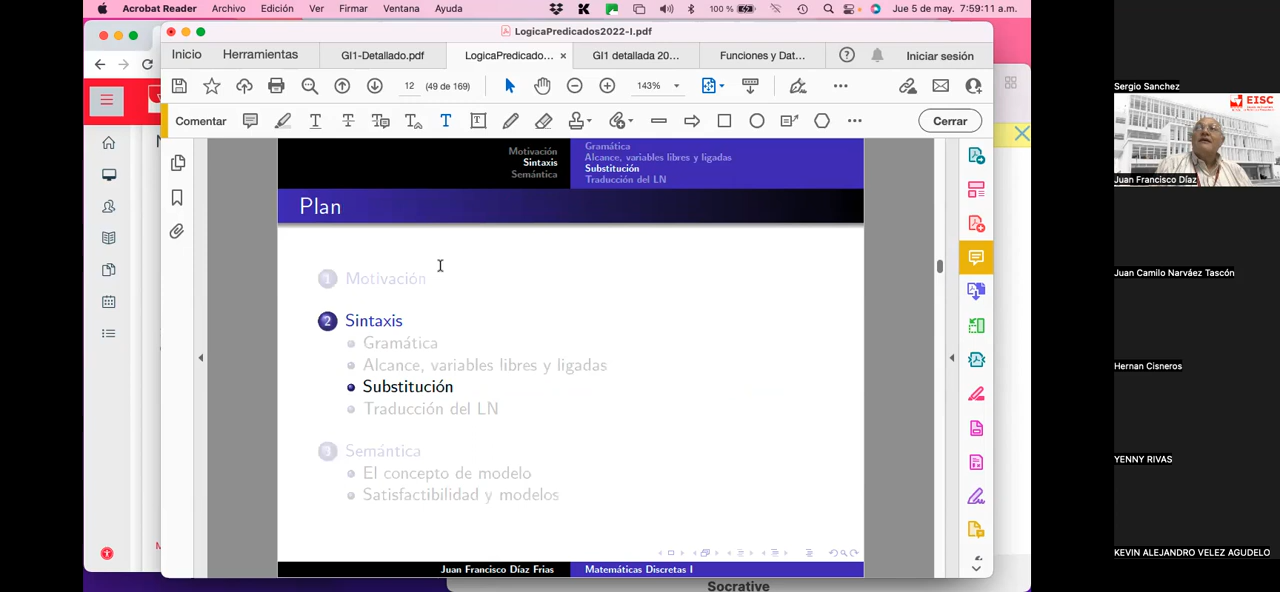 Acrobat Reader Archivo Edición Ver Firmar Ventana Ayuda 100 % Jue 5 de may. 7:59:11 a.m.
LogicaPredicados2022-I.pdf
Inicio Herramientas GI1-Detallado.pdf LogicaPredicado... × GI1 detallada 20... Funciones y Dat... Iniciar sesión
12 (49 de 169) 143%
Comentar Cerrar
Motivación
Sintaxis
Semántica
Gramática
Alcance, variables libres y ligadas
Substitución
Traducción del LN
Plan
1 Motivación
2 Sintaxis
Gramática
Alcance, variables libres y ligadas
Substitución
Traducción del LN
3 Semántica
El concepto de modelo
Satisfactibilidad y modelos
Juan Francisco Díaz Frias Matemáticas Discretas I
Socrative
Sergio Sanchez
EISC
Juan Francisco Díaz
Juan Camilo Narváez Tascón
Hernan Cisneros
YENNY RIVAS
KEVIN ALEJANDRO VELEZ AGUDELO